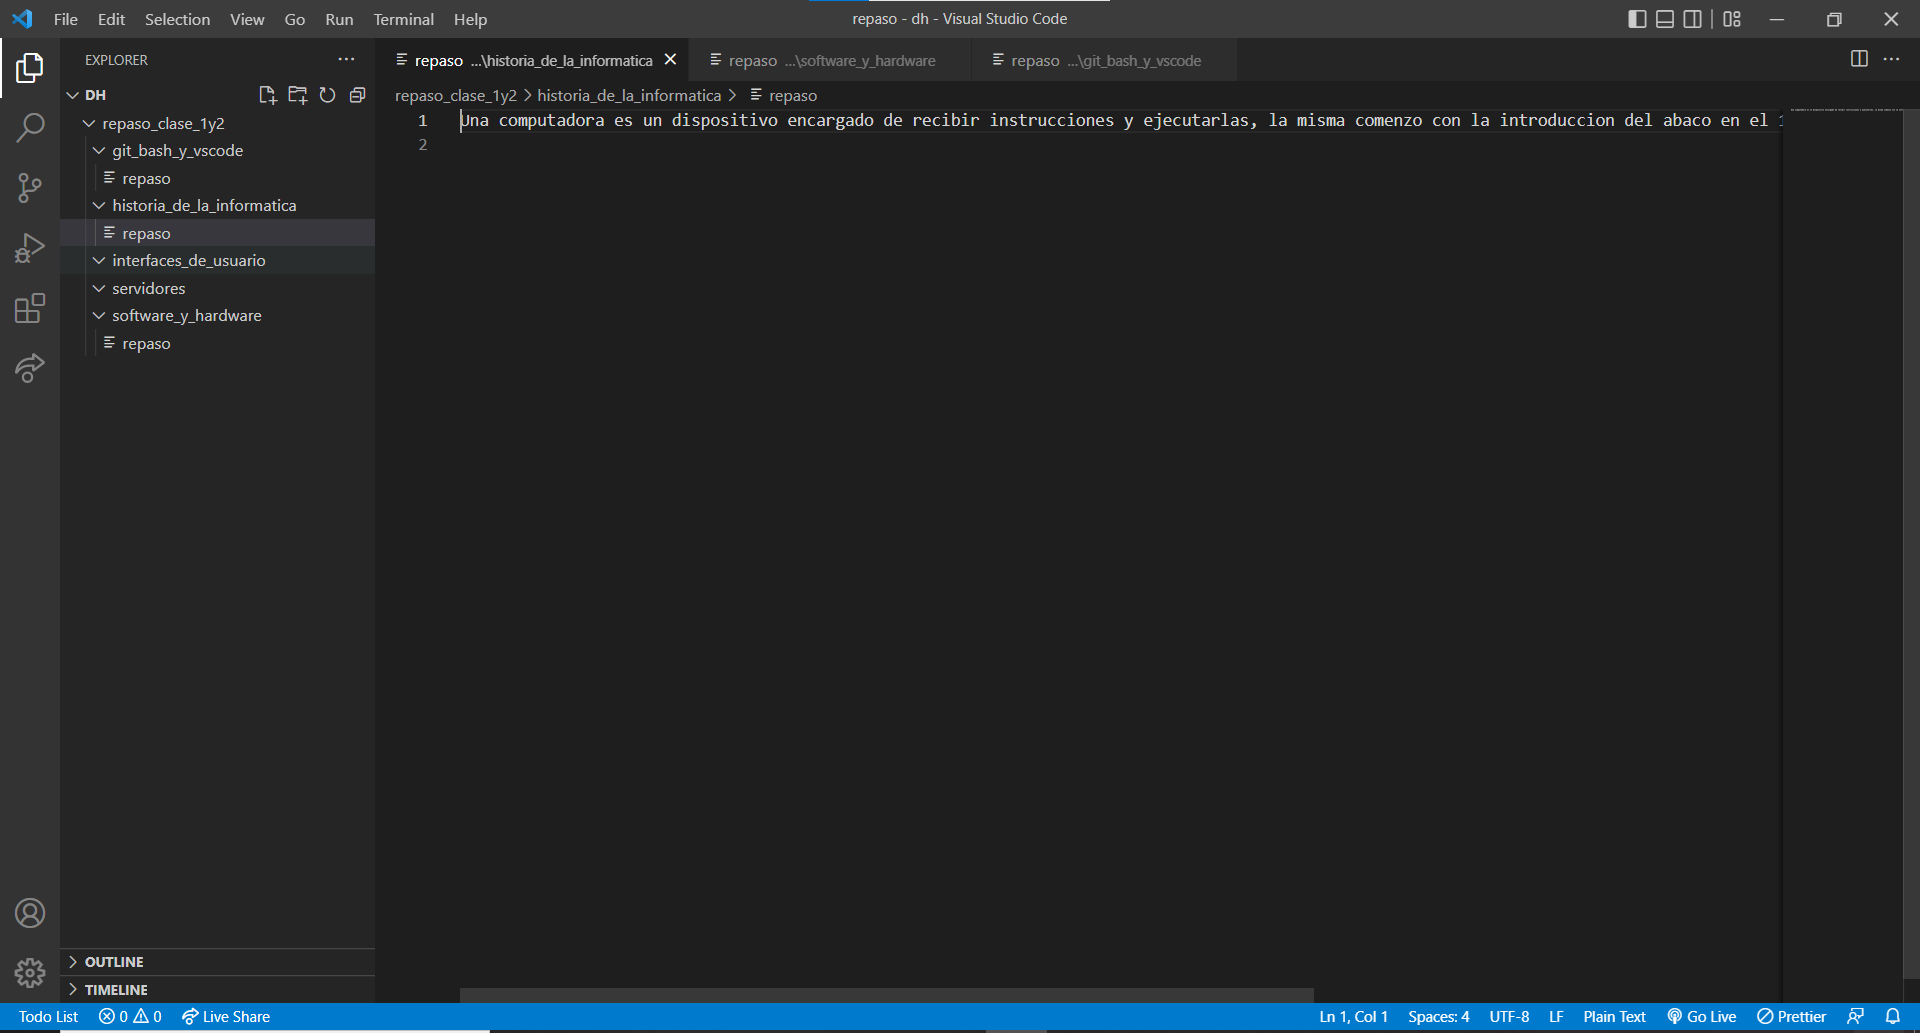 File Edit Selection View Go Run Terminal Help
repaso - dh - Visual Studio Code
EXPLORER
DH
repaso_clase_1y2
git_bash_y_vscode
repaso
historia_de_la_informatica
repaso
interfaces_de_usuario
servidores
software_y_hardware
repaso
OUTLINE
TIMELINE
repaso ...\historia_de_la_informatica
repaso ...\software_y_hardware
repaso ...\git_bash_y_vscode
repaso_clase_1y2 > historia_de_la_informatica > repaso
1 Una computadora es un dispositivo encargado de recibir instrucciones y ejecutarlas, la misma comenzo con la introduccion del abaco en el
2
Todo List 0 0 Live Share
Ln 1, Col 1 Spaces: 4 UTF-8 LF Plain Text Go Live Prettier